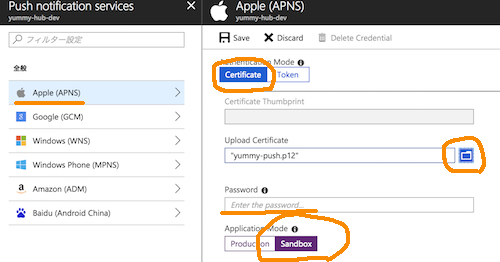 Push notification services
yummy-hub-dev
フィルター設定
全般
Apple (APNS)
Google (GCM)
Windows (WNS)
Windows Phone (MPNS)
Amazon (ADM)
Baidu (Android China)
Apple (APNS)
yummy-hub-dev
Save
Discard
Delete Credential
Authentication Mode
Certificate
Token
Certificate Thumbprint
Upload Certificate
"yummy-push.p12"
Password
Enter the password...
Application Mode
Production
Sandbox